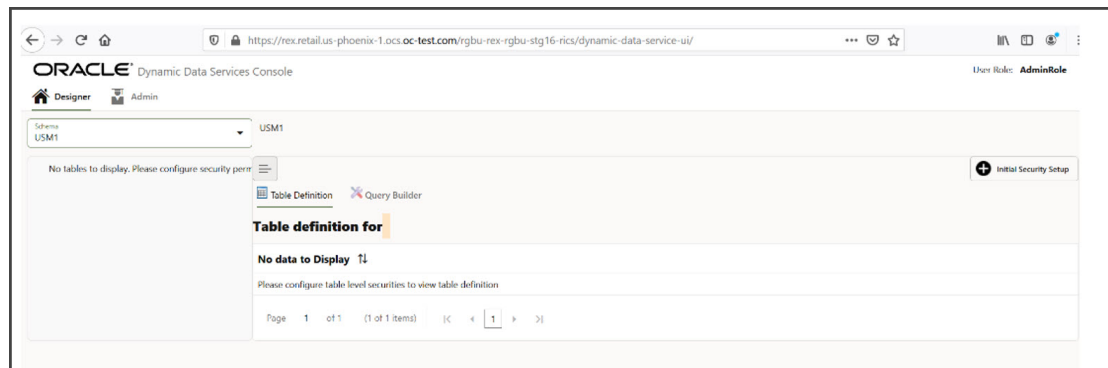 https://rex.retail.us-phoenix-1.ocs.oc-test.com/rgbu-rex-rgbu-stg16-rics/dynamic-data-service-ui/
ORACLE Dynamic Data Services Console
User Role: AdminRole
Designer Admin
Schema
USM1
USM1
No tables to display. Please configure security perm
Initial Security Setup
Table Definition Query Builder
Table definition for
No data to Display
Please configure table level securities to view table definition
Page 1 of 1 (1 of 1 items) 1